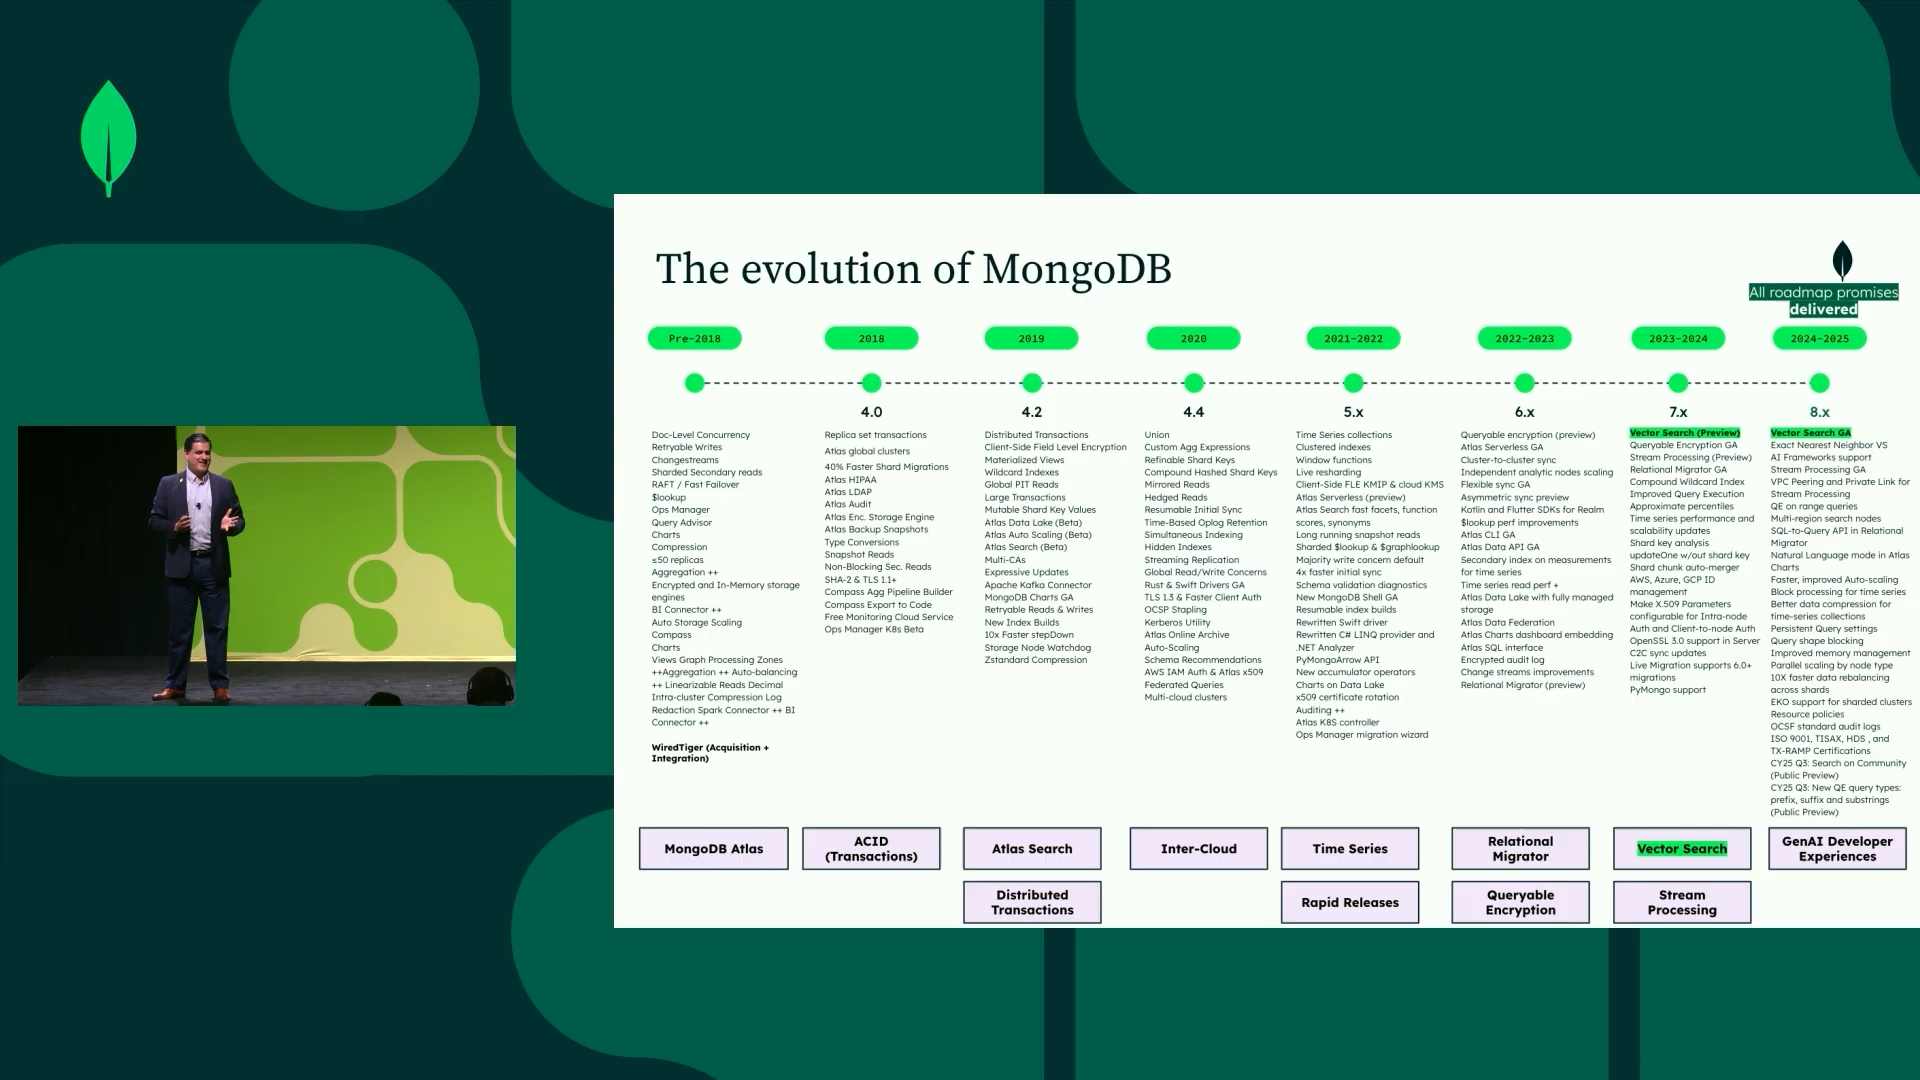 The evolution of MongoDB
All roadmap promises
delivered
Pre-2018
Doc-Level Concurrency
Retryable Writes
Changestreams
Sharded Secondary reads
RAFT / Fast Failover
$lookup
Ops Manager
Query Advisor
Charts
Compression
≤50 replicas
Aggregation ++
Encrypted and In-Memory storage
engines
BI Connector ++
Auto Storage Scaling
Compass
Charts
Views Graph Processing Zones
++Aggregation ++ Auto-balancing
++ Linearizable Reads Decimal
Intra-cluster Compression Log
Redaction Spark Connector ++ BI
Connector ++
WiredTiger (Acquisition +
Integration)
MongoDB Atlas
2018
4.0
Replica set transactions
Atlas global clusters
40% Faster Shard Migrations
Atlas HIPAA
Atlas LDAP
Atlas Audit
Atlas Enc. Storage Engine
Atlas Backup Snapshots
Type Conversions
Snapshot Reads
Non-Blocking Sec. Reads
SHA-2 & TLS 1.1+
Compass Agg Pipeline Builder
Compass Export to Code
Free Monitoring Cloud Service
Ops Manager K8s Beta
ACID
(Transactions)
2019
4.2
Distributed Transactions
Client-Side Field Level Encryption
Materialized Views
Wildcard Indexes
Global PIT Reads
Large Transactions
Mutable Shard Key Values
Atlas Data Lake (Beta)
Atlas Auto Scaling (Beta)
Atlas Search (Beta)
Multi-CAs
Expressive Updates
Apache Kafka Connector
MongoDB Charts GA
Retryable Reads & Writes
New Index Builds
10x Faster stepDown
Storage Node Watchdog
Zstandard Compression
Atlas Search
Distributed
Transactions
2020
4.4
Union
Custom Agg Expressions
Refinable Shard Keys
Compound Hashed Shard Keys
Mirrored Reads
Hedged Reads
Resumable Initial Sync
Time-Based Oplog Retention
Simultaneous Indexing
Hidden Indexes
Streaming Replication
Global Read/Write Concerns
Rust & Swift Drivers GA
TLS 1.3 & Faster Client Auth
OCSP Stapling
Kerberos Utility
Atlas Online Archive
Auto-Scaling
Schema Recommendations
AWS IAM Auth & Atlas x509
Federated Queries
Multi-cloud clusters
Inter-Cloud
2021-2022
5.x
Time Series collections
Clustered indexes
Window functions
Live resharding
Client-Side FLE KMIP & cloud KMS
Atlas Serverless (preview)
Atlas Search fast facets, function
scores, synonyms
Long running snapshot reads
Sharded $lookup & $graphlookup
Majority write concern default
4x faster initial sync
Schema validation diagnostics
New MongoDB Shell GA
Resumable index builds
Rewritten Swift driver
Rewritten C# LINQ provider and
.NET Analyzer
PyMongoArrow API
New accumulator operators
Charts on Data Lake
x509 certificate rotation
Auditing ++
Atlas K8S controller
Ops Manager migration wizard
Time Series
Rapid Releases
2022-2023
6.x
Queryable encryption (preview)
Atlas Serverless GA
Cluster-to-cluster sync
Independent analytic nodes scaling
Flexible sync GA
Asymmetric sync preview
Kotlin and Flutter SDKs for Realm
$lookup perf improvements
Atlas CLI GA
Atlas Data API GA
Secondary index on measurements
for time series
Time series read perf +
Atlas Data Lake with fully managed
storage
Atlas Data Federation
Atlas Charts dashboard embedding
Atlas SQL interface
Encrypted audit log
Change streams improvements
Relational Migrator (preview)
Relational
Migrator
Queryable
Encryption
2023-2024
7.x
Vector Search (Preview)
Queryable Encryption GA
Stream Processing (Preview)
Relational Migrator GA
Compound Wildcard Index
Improved Query Execution
Approximate percentiles
Time series performance and
scalability updates
Shard key analysis
updateOne w/out shard key
Shard chunk auto-merger
AWS, Azure, GCP ID
management
Make X.509 Parameters
configurable for Intra-node
Auth and Client-to-node Auth
OpenSSL 3.0 support in Server
C2C sync updates
Live Migration supports 6.0+
migrations
PyMongo support
Vector Search
Stream
Processing
2024-2025
8.x
Vector Search GA
Exact Nearest Neighbor VS
AI Frameworks support
Stream Processing GA
VPC Peering and Private Link for
Stream Processing
QE on range queries
Multi-region search nodes
SQL-to-Query API in Relational
Migrator
Natural Language mode in Atlas
Charts
Faster, improved Auto-scaling
Block processing for time series
Better data compression for
time-series collections
Persistent Query settings
Query shape blocking
Improved memory management
Parallel scaling by node type
10X faster data rebalancing
across shards
EKO support for sharded clusters
Resource policies
OCSF standard audit logs
ISO 9001, TISAX, HDS , and
TX-RAMP Certifications
CY25 Q3: Search on Community
(Public Preview)
CY25 Q3: New QE query types:
prefix, suffix and substrings
(Public Preview)
GenAI Developer
Experiences